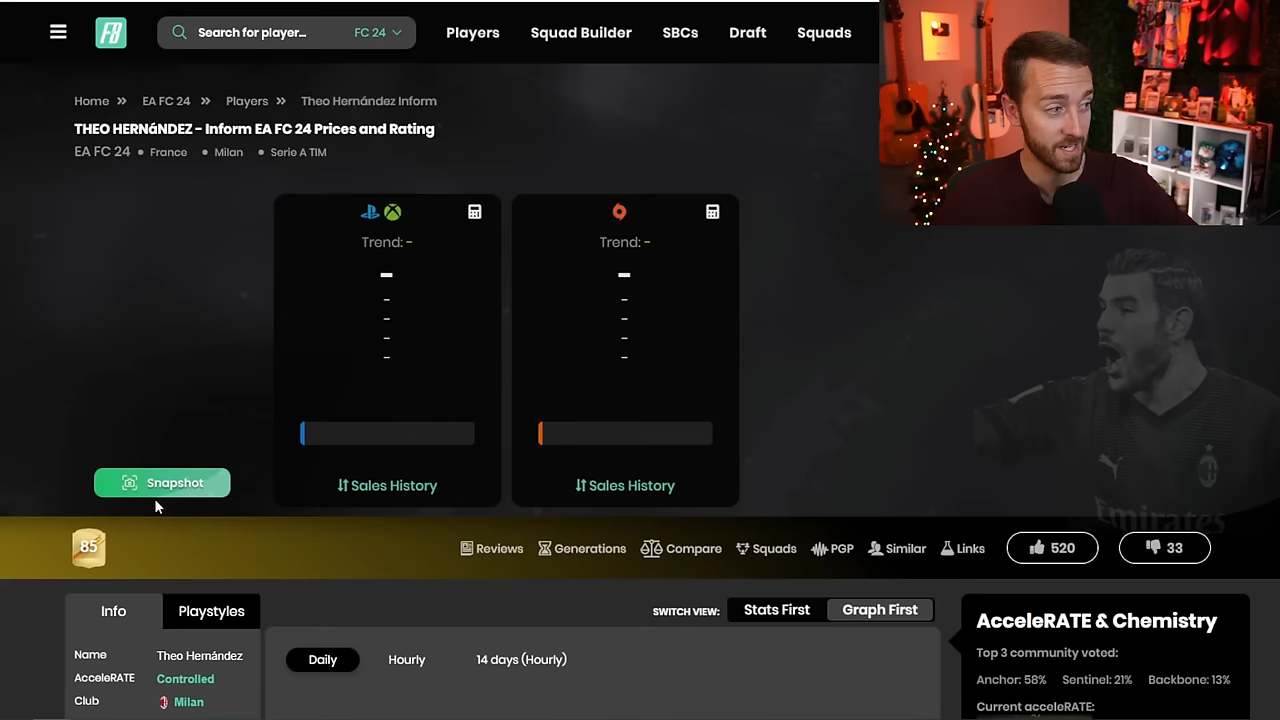 FB
Search for player...
FC 24
Players
Squad Builder
SBCs
Draft
Squads
Home
EA FC 24
Players
Theo Hernández Inform
THEO HERNáNDEZ - Inform EA FC 24 Prices and Rating
EA FC 24 • France • Milan • Serie A TIM
Trend: -
Trend: -
Sales History
Sales History
Snapshot
Emirates
85
Reviews
Generations
Compare
Squads
PGP
Similar
Links
520
33
Info
Playstyles
SWITCH VIEW:
Stats First
Graph First
AcceleRATE & Chemistry
Name
Theo Hernández
Daily
Hourly
14 days (Hourly)
Top 3 community voted:
AcceleRATE
Controlled
Anchor: 58%
Sentinel: 21%
Backbone: 13%
Club
Milan
Current acceleRATE: